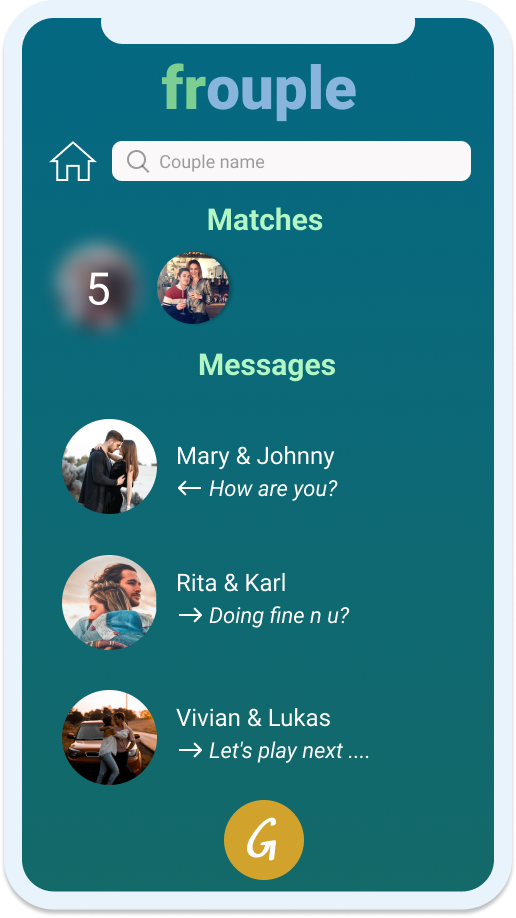 frouple
Couple name
Matches
5
Messages
Mary & Johnny
← How are you?
Rita & Karl
→ Doing fine n u?
Vivian & Lukas
→ Let's play next ....
G